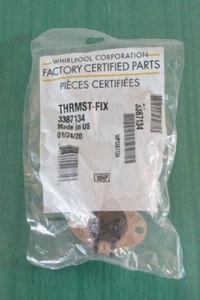 WHIRLPOOL CORPORATION
FACTORY CERTIFIED PARTS
PIÈCES CERTIFIÉES
THRMST-FIX
3387134
Made in US
01/24/20
3387134
WHP